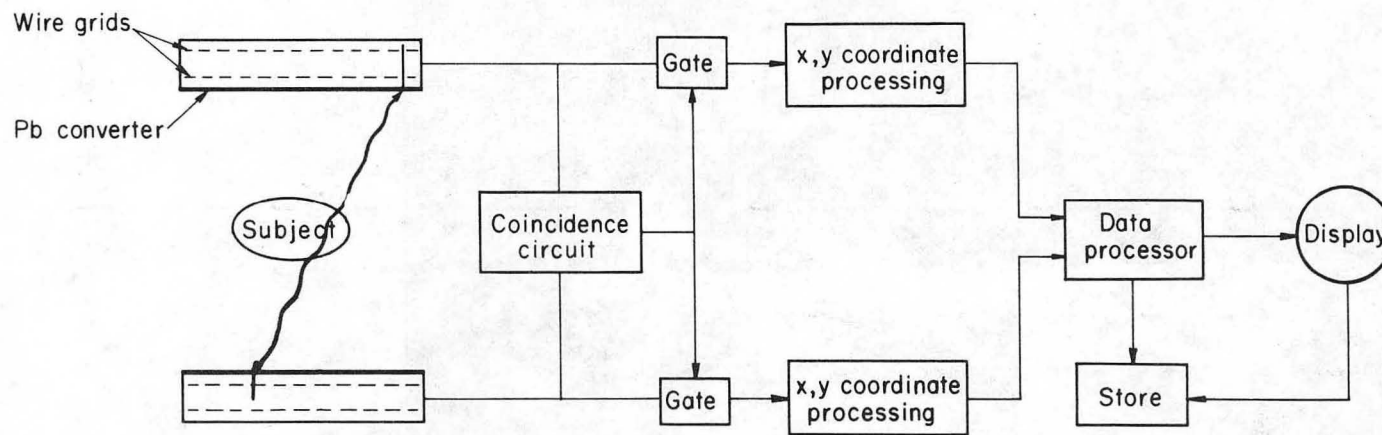 Wire grids
Pb converter
Subject
Coincidence
circuit
Gate
x,y coordinate
processing
Gate
x,y coordinate
processing
Data
processor
Display
Store